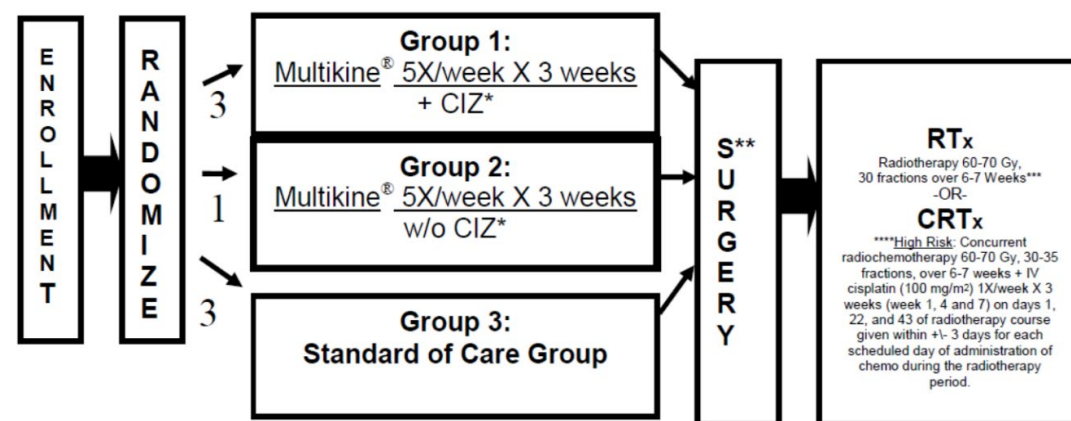 ENROLLMENT
RANDOMIZE
3
1
3
Group 1:
Multikine® 5X/week X 3 weeks
+ CIZ*
Group 2:
Multikine® 5X/week X 3 weeks
w/o CIZ*
Group 3:
Standard of Care Group
SURGERY**
RTx
Radiotherapy 60-70 Gy,
30 fractions over 6-7 Weeks***
-OR-
CRTx
****High Risk: Concurrent
radiochemotherapy 60-70 Gy, 30-35
fractions, over 6-7 weeks + IV
cisplatin (100 mg/m²) 1X/week X 3
weeks (week 1, 4 and 7) on days 1,
22, and 43 of radiotherapy course
given within +\- 3 days for each
scheduled day of administration of
chemo during the radiotherapy
period.